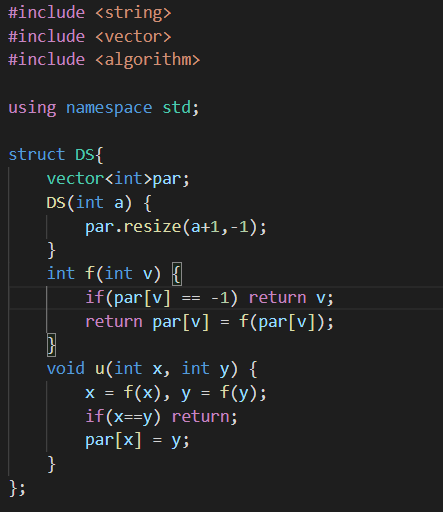 #include <string>
#include <vector>
#include <algorithm>
using namespace std;
struct DS{
    vector<int>par;
    DS(int a) {
        par.resize(a+1,-1);
    }
    int f(int v) {
        if(par[v] == -1) return v;
        return par[v] = f(par[v]);
    }
    void u(int x, int y) {
        x = f(x), y = f(y);
        if(x==y) return;
        par[x] = y;
    }
};